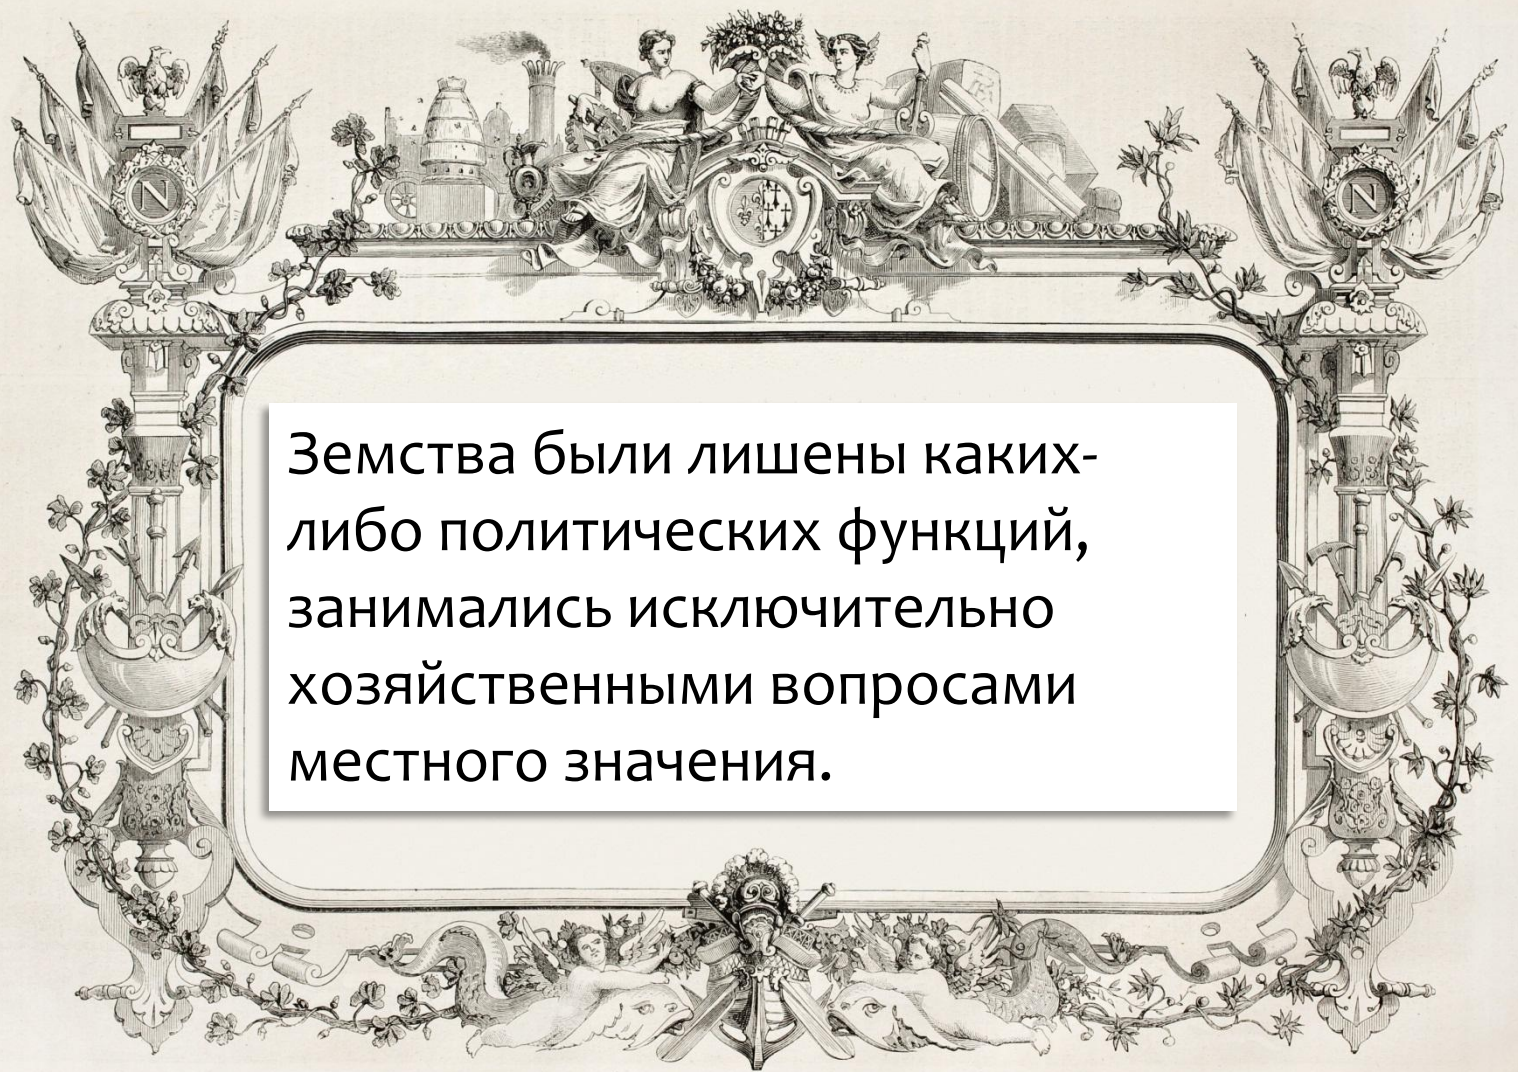 N
N
Земства были лишены каких-
либо политических функций,
занимались исключительно
хозяйственными вопросами
местного значения.